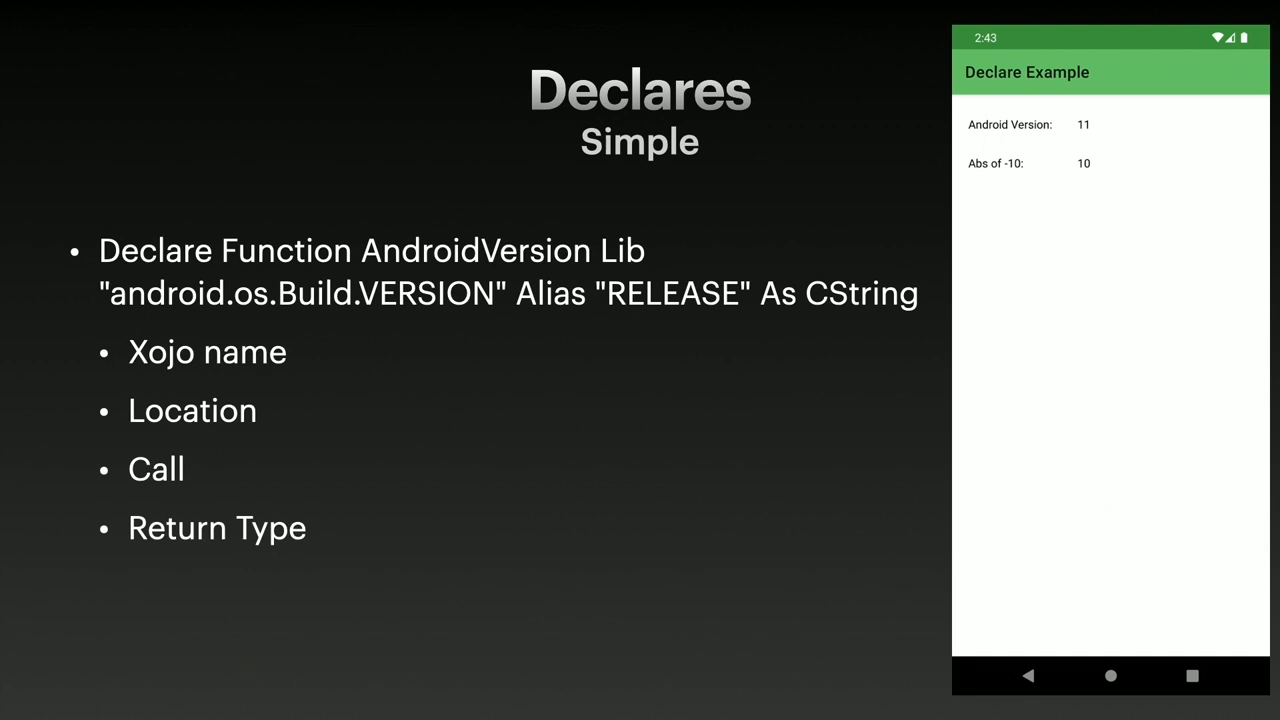 Declares
Simple
• Declare Function AndroidVersion Lib
"android.os.Build.VERSION" Alias "RELEASE" As CString
• Xojo name
• Location
• Call
• Return Type
2:43
Declare Example
Android Version: 11
Abs of -10: 10